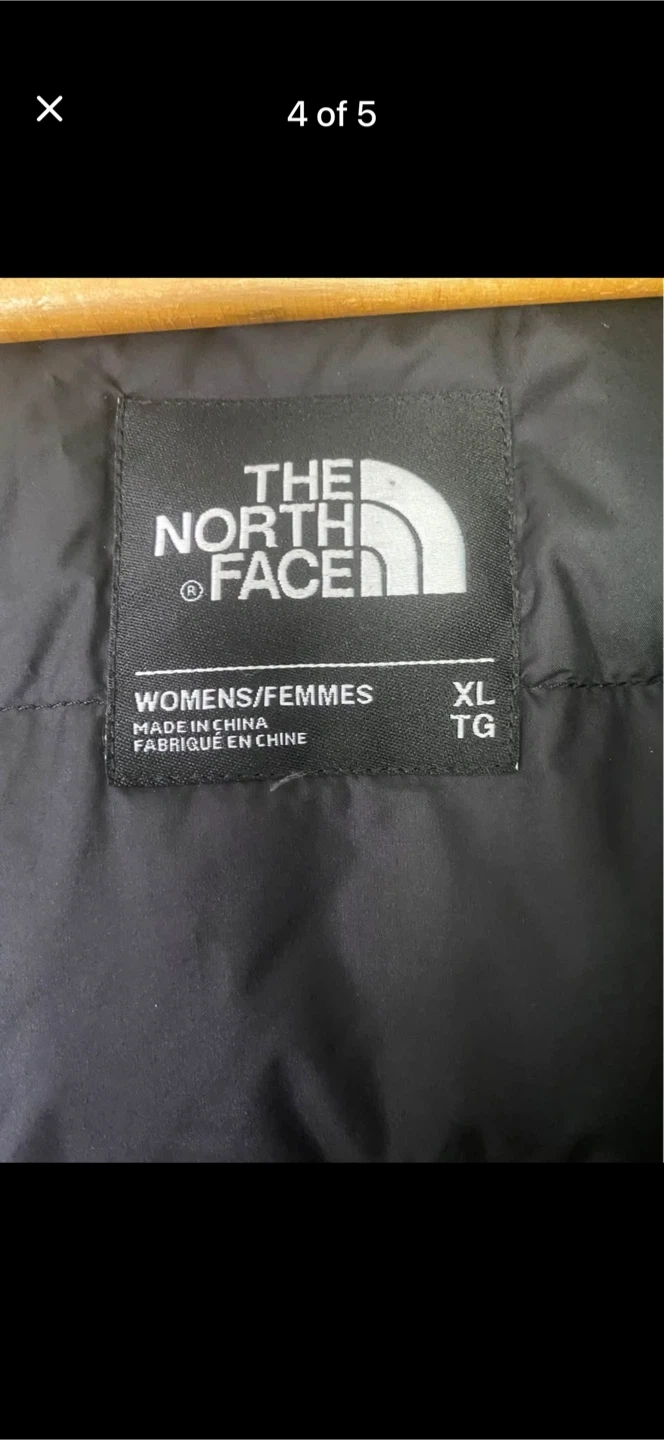 4 of 5
THE
NORTH
FACE
®
WOMENS/FEMMES XL
MADE IN CHINA TG
FABRIQUÉ EN CHINE